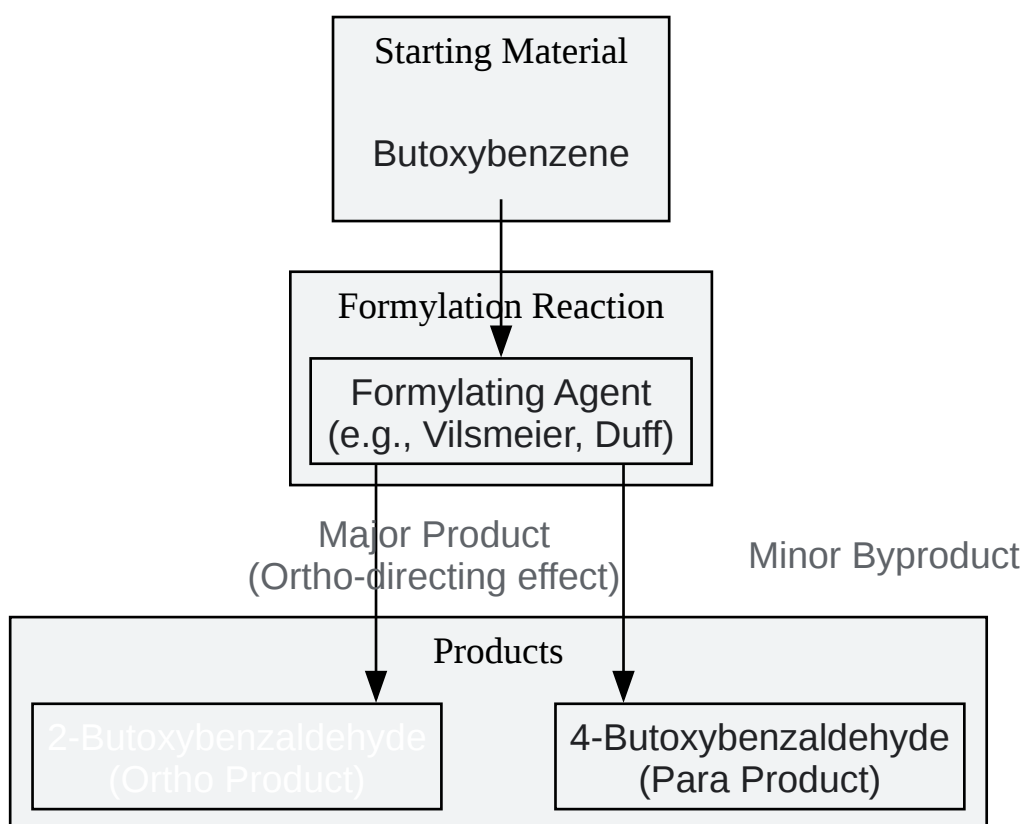 Starting Material
Butoxybenzene
Formylation Reaction
Formylating Agent
(e.g., Vilsmeier, Duff)
Major Product
(Ortho-directing effect)
Minor Byproduct
Products
2-Butoxybenzaldehyde
(Ortho Product)
4-Butoxybenzaldehyde
(Para Product)